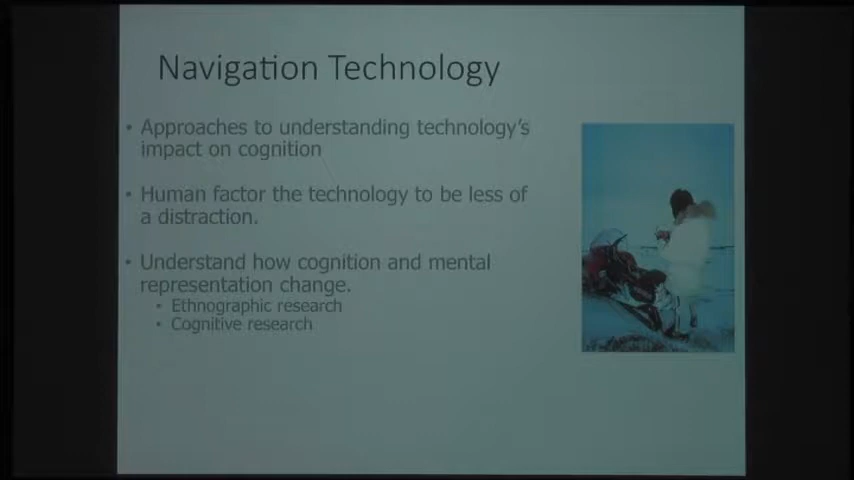 Navigation Technology
• Approaches to understanding technology's
impact on cognition
• Human factor the technology to be less of
a distraction.
• Understand how cognition and mental
representation change.
• Ethnographic research
• Cognitive research